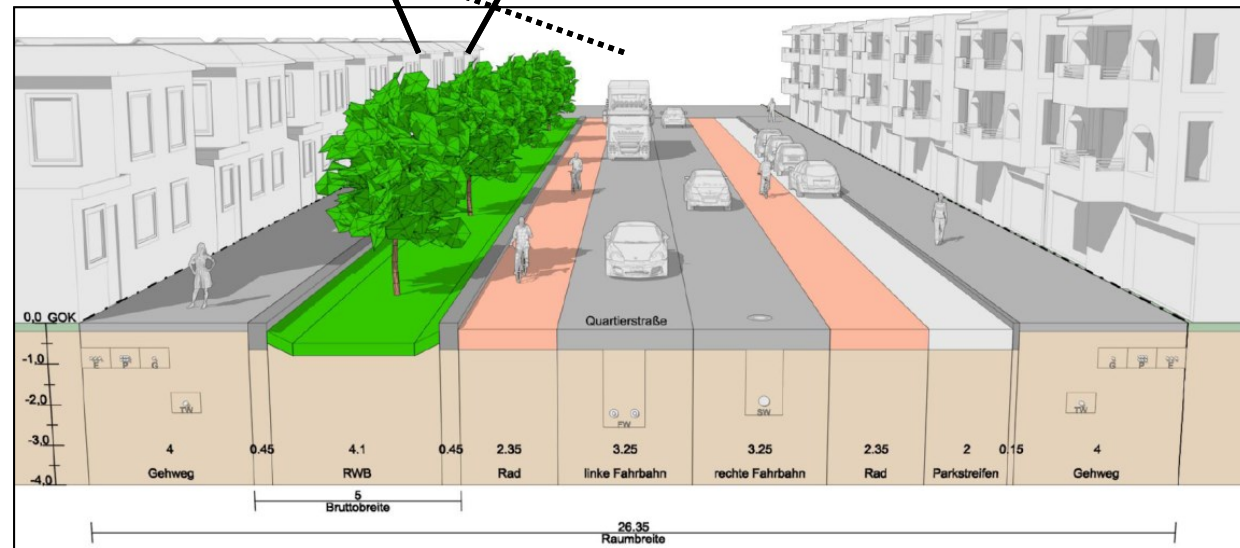 0,0 GOK
Quartierstraße
-1,0
E P G
G P E
-2,0
TW
FW
SW
TW
-3,0
4 0.45 4.1 0.45 2.35 3.25 3.25 2.35 2 0.15 4
Gehweg RWB Rad linke Fahrbahn rechte Fahrbahn Rad Parkstreifen Gehweg
-4,0
5
Bruttobreite
26.35
Raumbreite